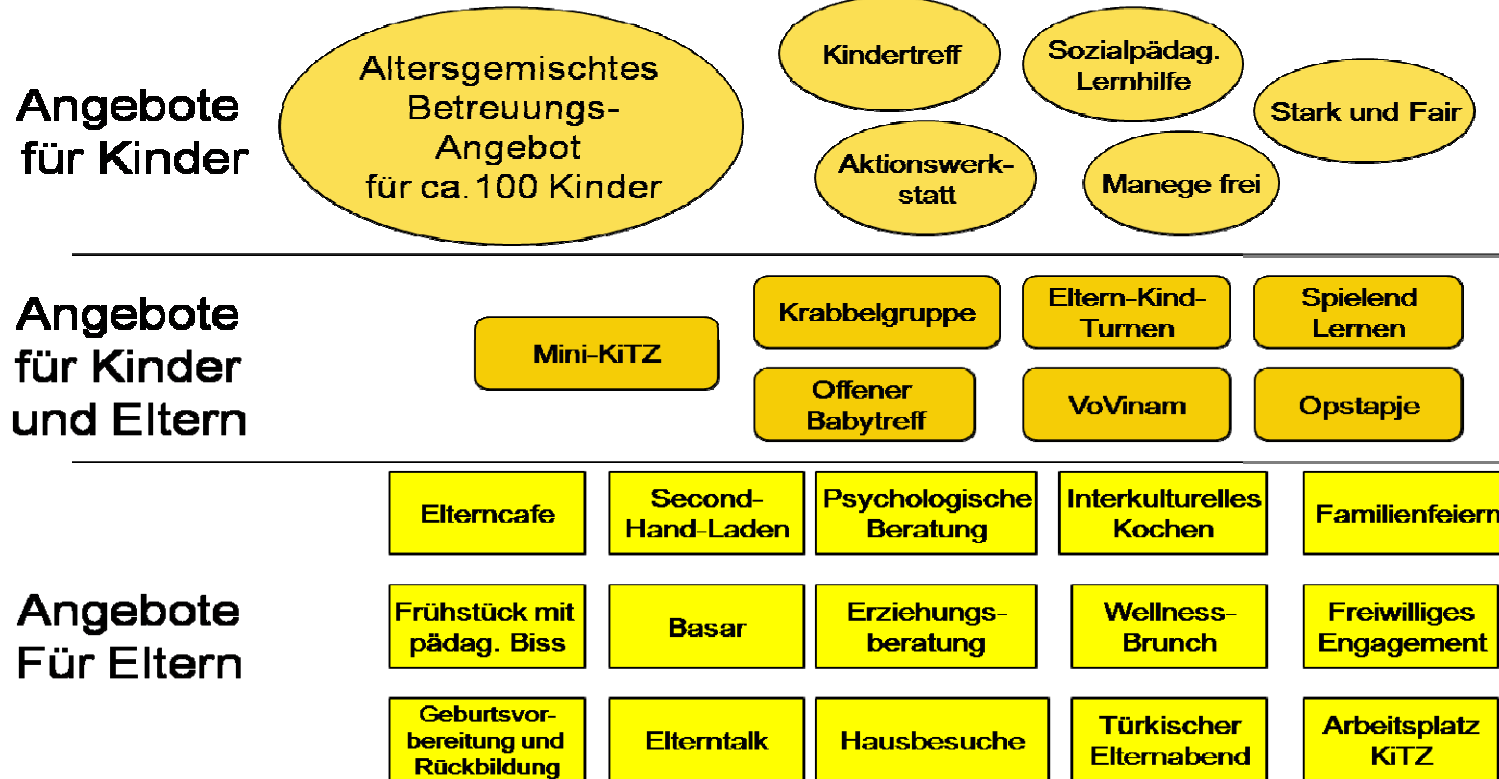 Angebote
für Kinder
Altersgemischtes
Betreuungs-
Angebot
für ca. 100 Kinder
Kindertreff
Sozialpädag.
Lernhilfe
Stark und Fair
Aktionswerk-
statt
Manege frei
Angebote
für Kinder
und Eltern
Mini-KiTZ
Krabbelgruppe
Eltern-Kind-
Turnen
Spielend
Lernen
Offener
Babytreff
VoVinam
Opstapje
Angebote
Für Eltern
Elterncafe
Second-
Hand-Laden
Psychologische
Beratung
Interkulturelles
Kochen
Familienfeiern
Frühstück mit
pädag. Biss
Basar
Erziehungs-
beratung
Wellness-
Brunch
Freiwilliges
Engagement
Geburtsvor-
bereitung und
Rückbildung
Elterntalk
Hausbesuche
Türkischer
Elternabend
Arbeitsplatz
KiTZ